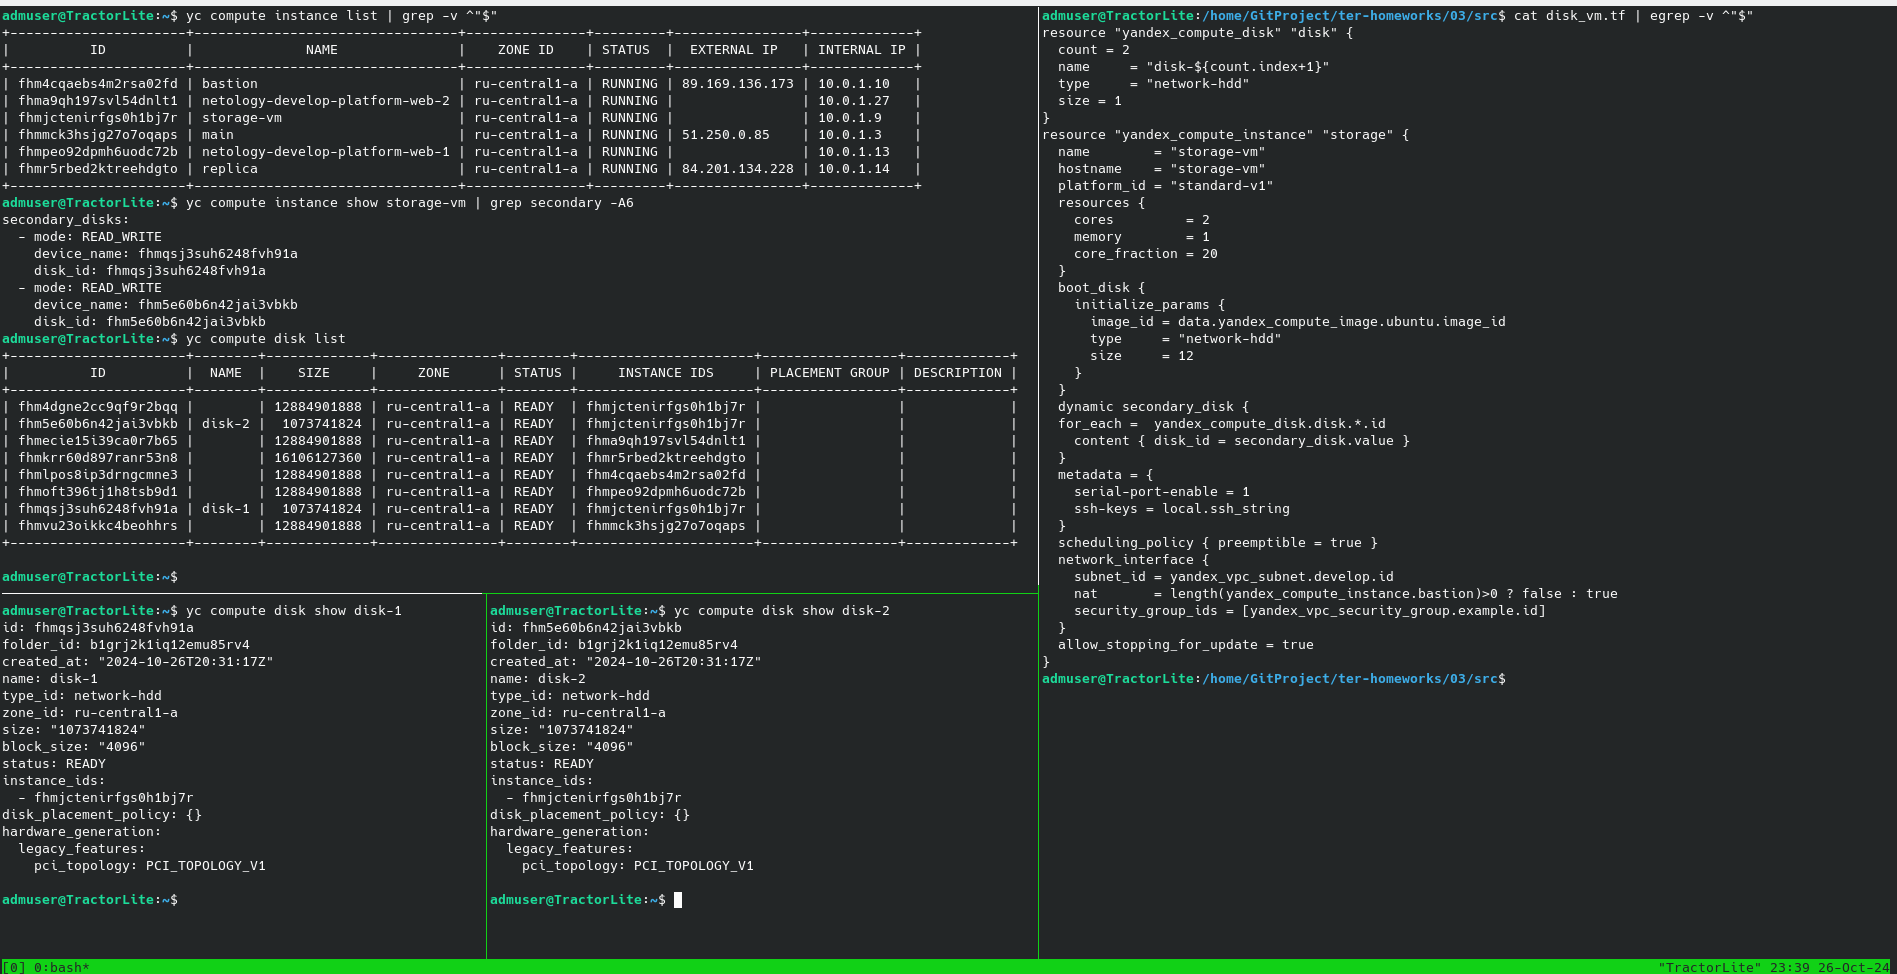 admuser@TractorLite:~$ yc compute instance list | grep -v ^"$"
+----------------------+---------------------------------+---------------+---------+----------------+-------------+
|          ID          |              NAME               |    ZONE ID    | STATUS  |  EXTERNAL IP   | INTERNAL IP |
+----------------------+---------------------------------+---------------+---------+----------------+-------------+
| fhm4cqaebs4m2rsa02fd | bastion                         | ru-central1-a | RUNNING | 89.169.136.173 | 10.0.1.10   |
| fhma9qh197svl54dnlt1 | netology-develop-platform-web-2 | ru-central1-a | RUNNING |                | 10.0.1.27   |
| fhmjctenirfgs0h1bj7r | storage-vm                      | ru-central1-a | RUNNING |                | 10.0.1.9    |
| fhmmck3hsjg27o7oqaps | main                            | ru-central1-a | RUNNING | 51.250.0.85    | 10.0.1.3    |
| fhmpeo92dpmh6uodc72b | netology-develop-platform-web-1 | ru-central1-a | RUNNING |                | 10.0.1.13   |
| fhmr5rbed2ktreehdgto | replica                         | ru-central1-a | RUNNING | 84.201.134.228 | 10.0.1.14   |
+----------------------+---------------------------------+---------------+---------+----------------+-------------+
admuser@TractorLite:~$ yc compute instance show storage-vm | grep secondary -A6
secondary_disks:
  - mode: READ_WRITE
    device_name: fhmqsj3suh6248fvh91a
    disk_id: fhmqsj3suh6248fvh91a
  - mode: READ_WRITE
    device_name: fhm5e60b6n42jai3vbkb
    disk_id: fhm5e60b6n42jai3vbkb
admuser@TractorLite:~$ yc compute disk list
+----------------------+--------+-------------+---------------+--------+----------------------+-----------------+-------------+
|          ID          |  NAME  |    SIZE     |     ZONE      | STATUS |     INSTANCE IDS     | PLACEMENT GROUP | DESCRIPTION |
+----------------------+--------+-------------+---------------+--------+----------------------+-----------------+-------------+
| fhm4dgne2cc9qf9r2bqq |        | 12884901888 | ru-central1-a | READY  | fhmjctenirfgs0h1bj7r |                 |             |
| fhm5e60b6n42jai3vbkb | disk-2 |  1073741824 | ru-central1-a | READY  | fhmjctenirfgs0h1bj7r |                 |             |
| fhmecie15i39ca0r7b65 |        | 12884901888 | ru-central1-a | READY  | fhma9qh197svl54dnlt1 |                 |             |
| fhmkrr60d897ranr53n8 |        | 16106127360 | ru-central1-a | READY  | fhmr5rbed2ktreehdgto |                 |             |
| fhmlpos8ip3drngcmne3 |        | 12884901888 | ru-central1-a | READY  | fhm4cqaebs4m2rsa02fd |                 |             |
| fhmoft396tj1h8tsb9d1 |        | 12884901888 | ru-central1-a | READY  | fhmpeo92dpmh6uodc72b |                 |             |
| fhmqsj3suh6248fvh91a | disk-1 |  1073741824 | ru-central1-a | READY  | fhmjctenirfgs0h1bj7r |                 |             |
| fhmvu23oikkc4beohhrs |        | 12884901888 | ru-central1-a | READY  | fhmmck3hsjg27o7oqaps |                 |             |
+----------------------+--------+-------------+---------------+--------+----------------------+-----------------+-------------+
admuser@TractorLite:~$
admuser@TractorLite:~$ yc compute disk show disk-1
id: fhmqsj3suh6248fvh91a
folder_id: b1grj2k1iq12emu85rv4
created_at: "2024-10-26T20:31:17Z"
name: disk-1
type_id: network-hdd
zone_id: ru-central1-a
size: "1073741824"
block_size: "4096"
status: READY
instance_ids:
  - fhmjctenirfgs0h1bj7r
disk_placement_policy: {}
hardware_generation:
  legacy_features:
    pci_topology: PCI_TOPOLOGY_V1
admuser@TractorLite:~$
admuser@TractorLite:~$ yc compute disk show disk-2
id: fhm5e60b6n42jai3vbkb
folder_id: b1grj2k1iq12emu85rv4
created_at: "2024-10-26T20:31:17Z"
name: disk-2
type_id: network-hdd
zone_id: ru-central1-a
size: "1073741824"
block_size: "4096"
status: READY
instance_ids:
  - fhmjctenirfgs0h1bj7r
disk_placement_policy: {}
hardware_generation:
  legacy_features:
    pci_topology: PCI_TOPOLOGY_V1
admuser@TractorLite:~$
admuser@TractorLite:/home/GitProject/ter-homeworks/03/src$ cat disk_vm.tf | egrep -v ^"$"
resource "yandex_compute_disk" "disk" {
  count = 2
  name     = "disk-${count.index+1}"
  type     = "network-hdd"
  size = 1
}
resource "yandex_compute_instance" "storage" {
  name        = "storage-vm"
  hostname    = "storage-vm"
  platform_id = "standard-v1"
  resources {
    cores         = 2
    memory        = 1
    core_fraction = 20
  }
  boot_disk {
    initialize_params {
      image_id = data.yandex_compute_image.ubuntu.image_id
      type     = "network-hdd"
      size     = 12
    }
  }
  dynamic secondary_disk {
  for_each =  yandex_compute_disk.disk.*.id
    content { disk_id = secondary_disk.value }
  }
  metadata = {
    serial-port-enable = 1
    ssh-keys = local.ssh_string
  }
  scheduling_policy { preemptible = true }
  network_interface {
    subnet_id = yandex_vpc_subnet.develop.id
    nat       = length(yandex_compute_instance.bastion)>0 ? false : true
    security_group_ids = [yandex_vpc_security_group.example.id]
  }
  allow_stopping_for_update = true
}
admuser@TractorLite:/home/GitProject/ter-homeworks/03/src$
[0] 0:bash*
"TractorLite" 23:39 26-Oct-24